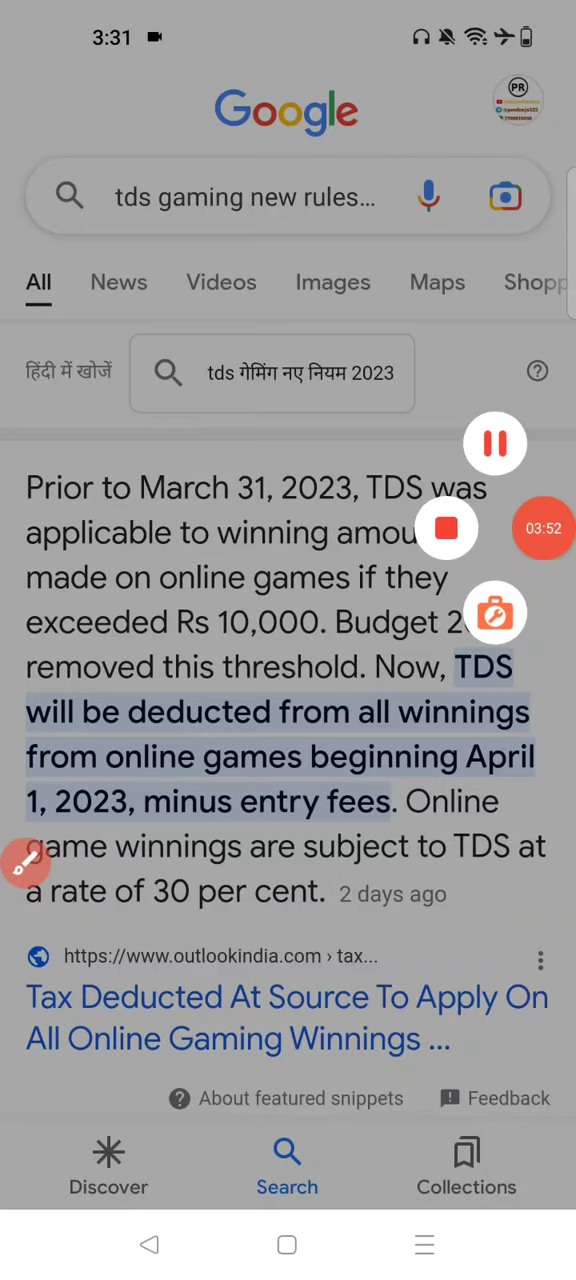 3:31
PR
Google
tds gaming new rules...
All News Videos Images Maps Shopp
हिंदी में खोजें tds गेमिंग नए नियम 2023
Prior to March 31, 2023, TDS was
applicable to winning amou
made on online games if they
03:52
exceeded Rs 10,000. Budget 2
removed this threshold. Now, TDS
will be deducted from all winnings
from online games beginning April
1, 2023, minus entry fees. Online
game winnings are subject to TDS at
a rate of 30 per cent. 2 days ago
https://www.outlookindia.com › tax...
Tax Deducted At Source To Apply On
All Online Gaming Winnings ...
About featured snippets Feedback
Discover Search Collections